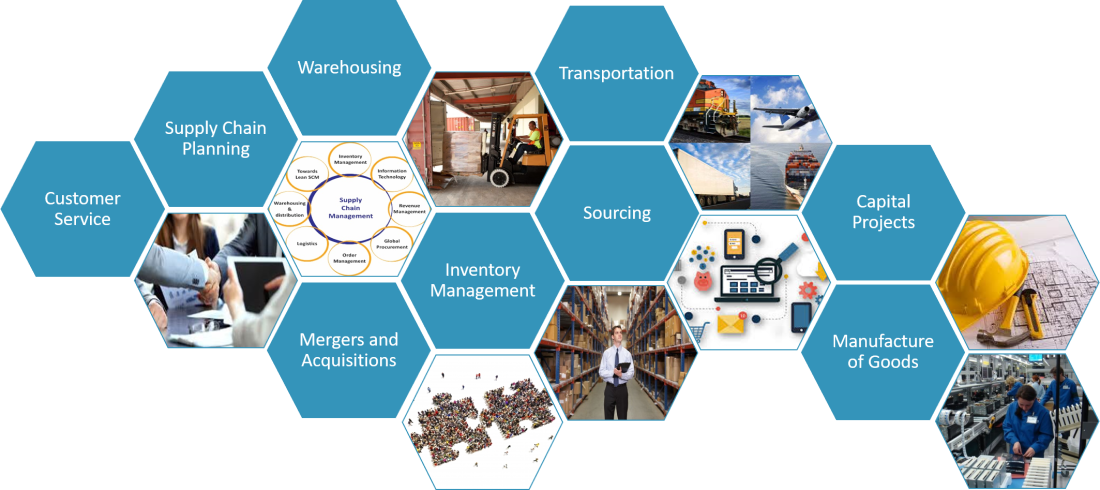 Warehousing
Transportation
Supply Chain
Planning
Customer
Service
Inventory
Management
Towards
Lean SCM
Information
Technology
Supply
Chain
Management
Warehousing
&
distribution
Revenue
Management
Logistics
Global
Procurement
Order
Management
Sourcing
Capital
Projects
Inventory
Management
Mergers and
Acquisitions
Manufacture
of Goods